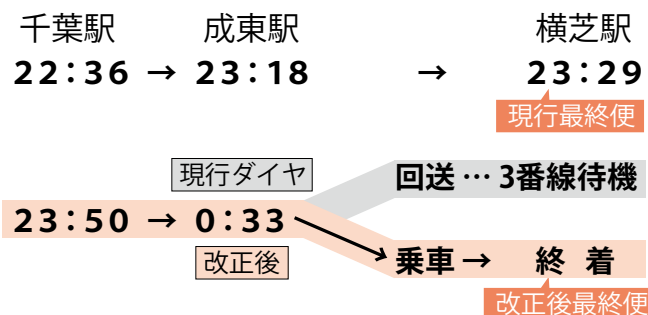 千葉駅 成東駅 横芝駅
22：36 → 23：18 → 23：29
現行最終便
現行ダイヤ 回送 … 3番線待機
23：50 → 0：33
改正後 乗車 → 終 着
改正後最終便